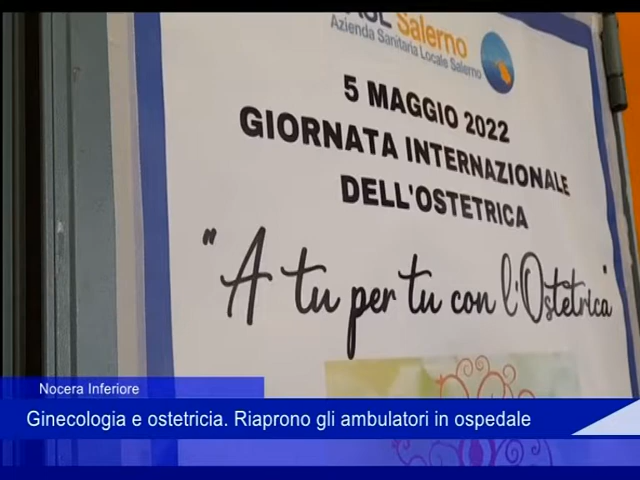 ASL Salerno
Azienda Sanitaria Locale Salerno
5 MAGGIO 2022
GIORNATA INTERNAZIONALE
DELL'OSTETRICA
"A tu per tu con l'Ostetrica"
Nocera Inferiore
Ginecologia e ostetricia. Riaprono gli ambulatori in ospedale